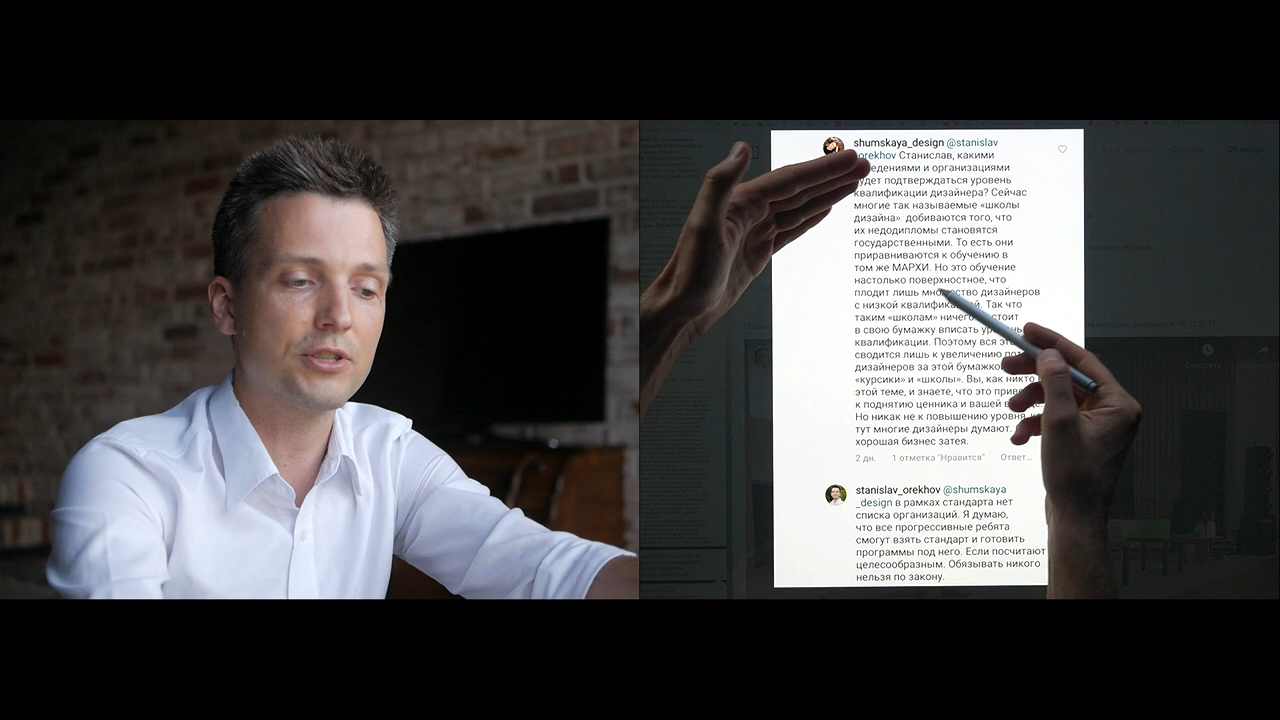 shumskaya_design @stanislav
orekhov Станислав, какими
ведениями и организациями
будет подтверждаться уровень
квалификации дизайнера? Сейчас
многие так называемые «школы
дизайна» добиваются того, что
их недодипломы становятся
государственными. То есть они
приравниваются к обучению в
том же МАРХИ. Но это обучение
настолько поверхностное, что
плодит лишь множество дизайнеров
с низкой квалификацией. Так что
таким «школам» ничего стоит
в свою бумажку вписать уровень
квалификации. Поэтому вся
сводится лишь к увеличению
дизайнеров за этой бумажкой
«курсики» и «школы». Вы, как никто
этой теме, и знаете, что это
к поднятию ценника и вашей
Но никак не к повышению уровня,
тут многие дизайнеры думают.
хорошая бизнес затея.
2 дн. 1 отметка "Нравится" Ответ...
stanislav_orekhov @shumskaya
_design в рамках стандарта нет
списка организаций. Я думаю,
что все прогрессивные ребята
смогут взять стандарт и готовить
программы под него. Если посчитают
целесообразным. Обязывать никого
нельзя по закону.